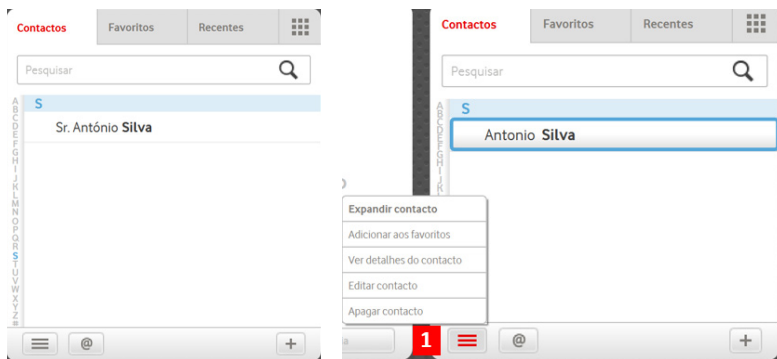 Contactos Favoritos Recentes
Pesquisar
S
Sr. António Silva
A
B
C
D
E
F
G
H
I
J
K
L
M
N
O
P
Q
R
S
T
U
V
W
X
Y
Z
#
@ +
Contactos Favoritos Recentes
Pesquisar
S
Antonio Silva
A
B
C
D
E
F
G
H
I
J
K
Expandir contacto
Adicionar aos favoritos
Ver detalhes do contacto
Editar contacto
Apagar contacto
1 @ +